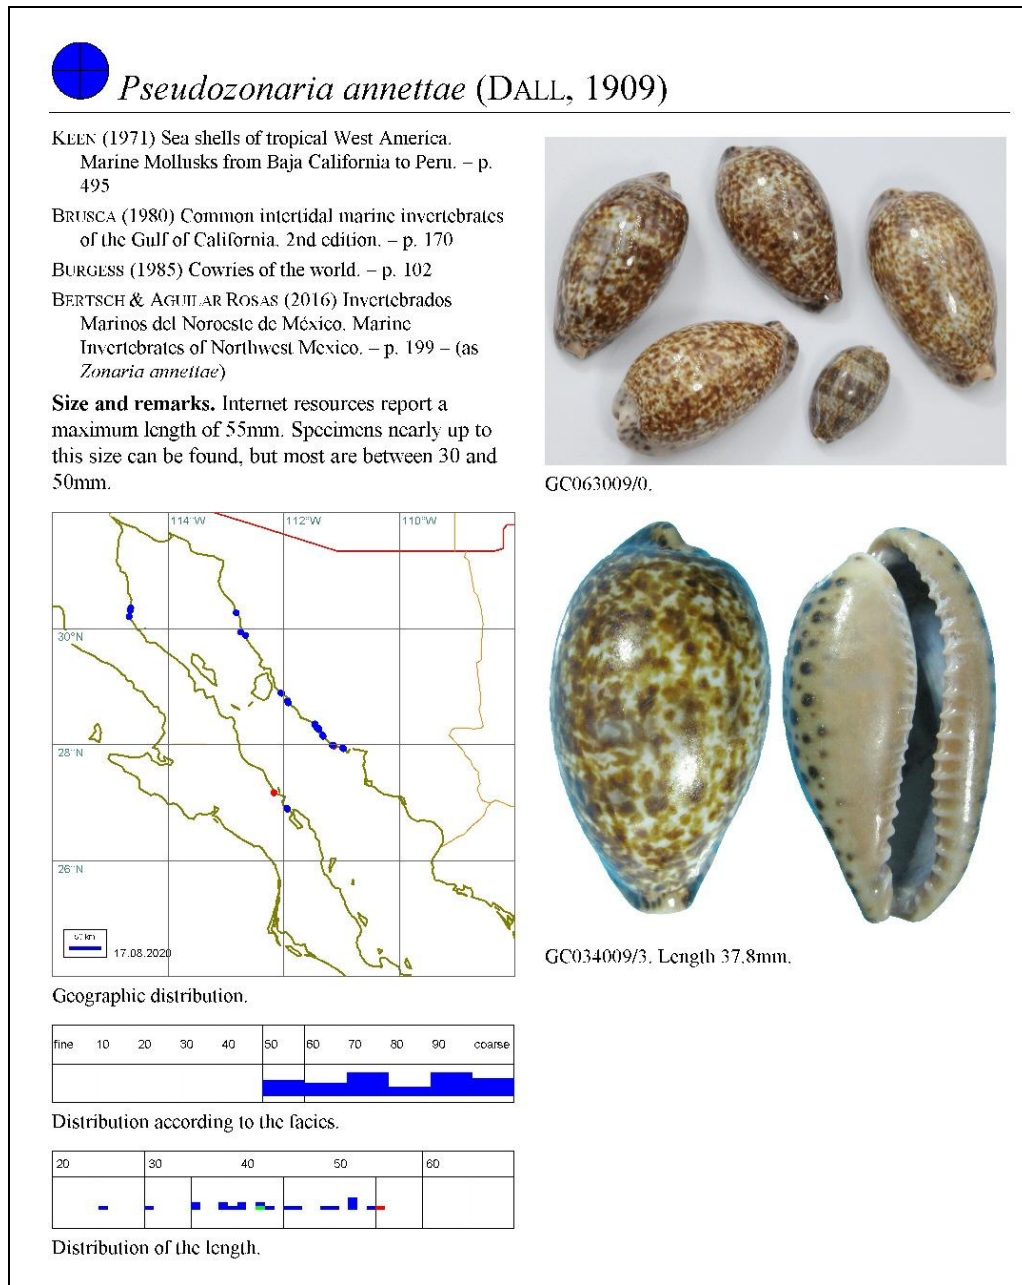 Pseudozonaria annettae (DALL, 1909)
KEEN (1971) Sea shells of tropical West America.
Marine Mollusks from Baja California to Peru. – p.
495
BRUSCA (1980) Common intertidal marine invertebrates
of the Gulf of California. 2nd edition. – p. 170
BURGESS (1985) Cowries of the world. – p. 102
BERTSCH & AGUILAR ROSAS (2016) Invertebrados
Marinos del Noroeste de México. Marine
Invertebrates of Northwest Mexico. – p. 199 – (as
Zonaria annettae)
Size and remarks. Internet resources report a
maximum length of 55mm. Specimens nearly up to
this size can be found, but most are between 30 and
50mm.
114°W 112°W 110°W
30°N
28°N
26°N
17.08.2020
Geographic distribution.
fine 10 20 30 40 50 60 70 80 90 coarse
Distribution according to the facies.
20 30 40 50 60
Distribution of the length.
GC063009/0.
GC034009/3. Length 37.8mm.